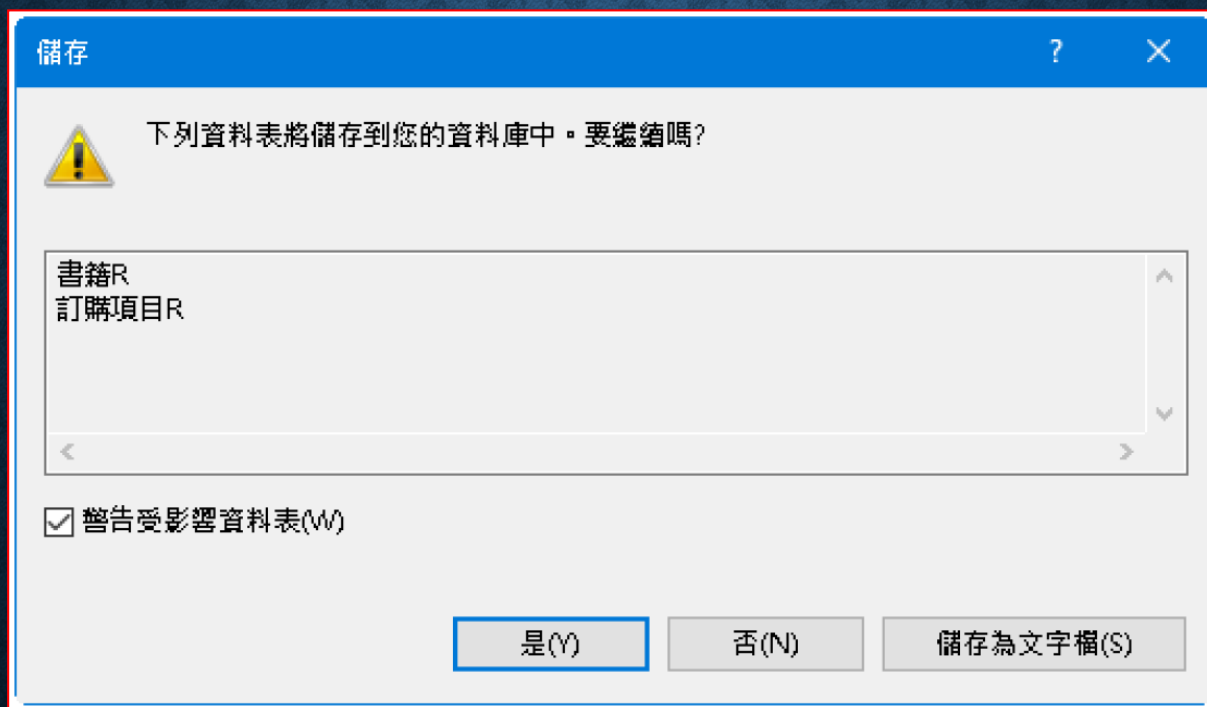 儲存
下列資料表將儲存到您的資料庫中。要繼續嗎?
書籍R
訂購項目R
警告受影響資料表(W)
是(Y)
否(N)
儲存為文字檔(S)